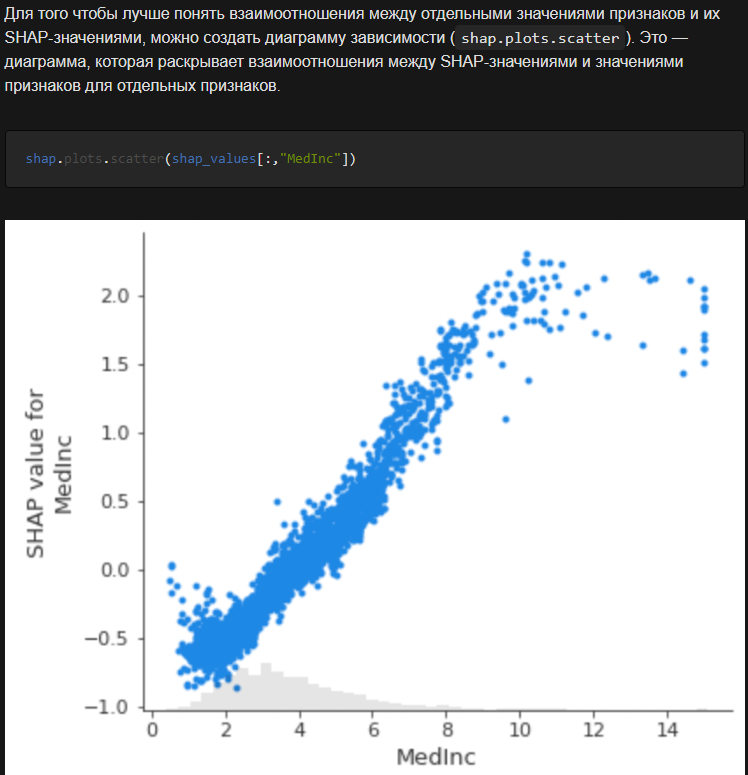 Для того чтобы лучше понять взаимоотношения между отдельными значениями признаков и их
SHAP-значениями, можно создать диаграмму зависимости ( shap.plots.scatter ). Это —
диаграмма, которая раскрывает взаимоотношения между SHAP-значениями и значениями
признаков для отдельных признаков.
shap.plots.scatter(shap_values[:,"MedInc"])
SHAP value for
MedInc
2.0
1.5
1.0
0.5
0.0
−0.5
−1.0
0 2 4 6 8 10 12 14
MedInc